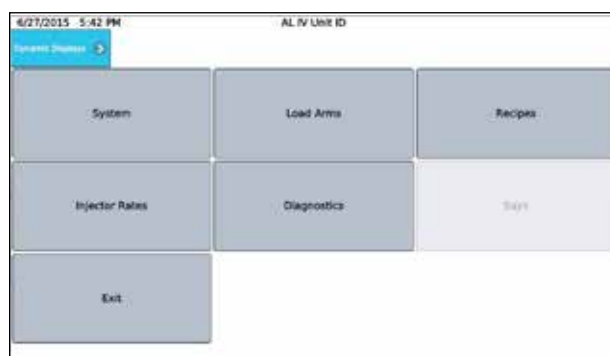 6/27/2015 5:42 PM
AL IV Unit ID
Dynamic Displays
System
Load Arms
Recipes
Injector Rates
Diagnostics
Bays
Exit